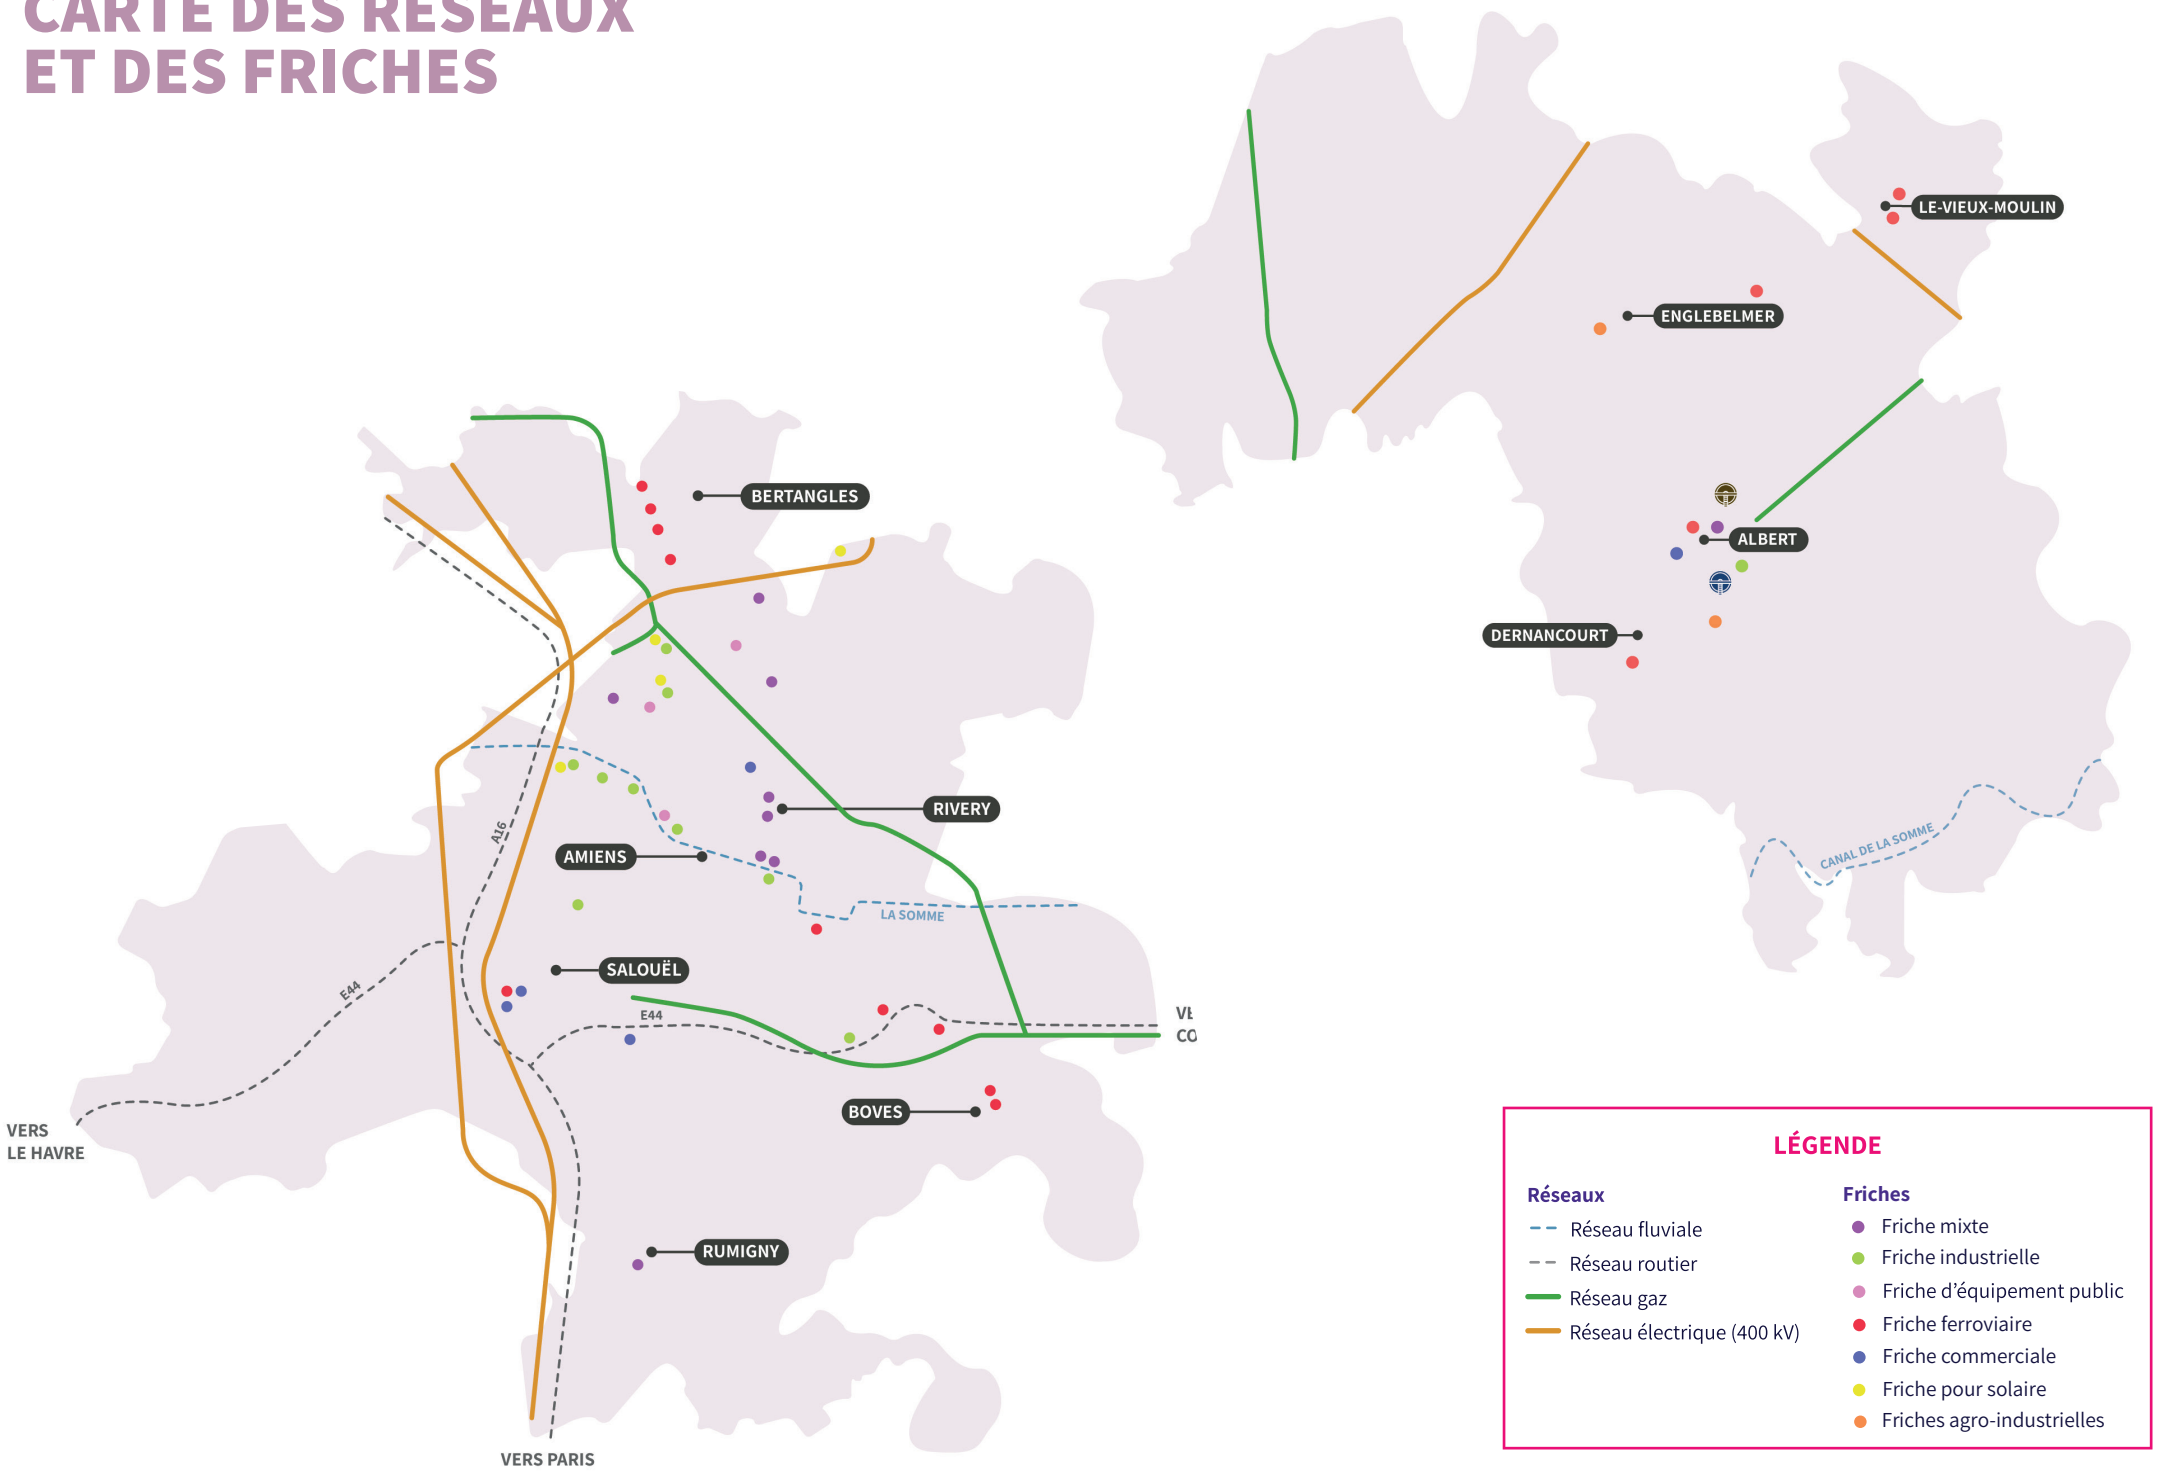 CARTE DES RÉSEAUX
ET DES FRICHES
LE-VIEUX-MOULIN
ENGLEBELMER
BERTANGLES
ALBERT
DERNANCOURT
A16
RIVERY
AMIENS
CANAL DE LA SOMME
LA SOMME
SALOUËL
E44
E44
BOVES
VERS
LE HAVRE
RUMIGNY
VERS PARIS
LÉGENDE
Réseaux
Réseau fluviale
Réseau routier
Réseau gaz
Réseau électrique (400 kV)
Friches
Friche mixte
Friche industrielle
Friche d'équipement public
Friche ferroviaire
Friche commerciale
Friche pour solaire
Friches agro-industrielles